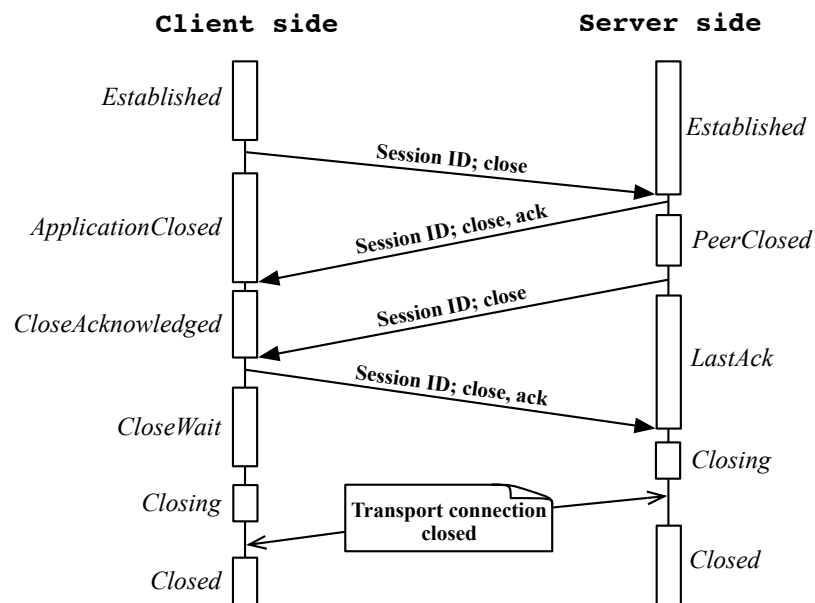 Client side
Server side
Established
Established
Session ID; close
ApplicationClosed
Session ID; close, ack
PeerClosed
CloseAcknowledged
Session ID; close
LastAck
Session ID; close, ack
CloseWait
Closing
Closing
Transport connection
closed
Closed
Closed